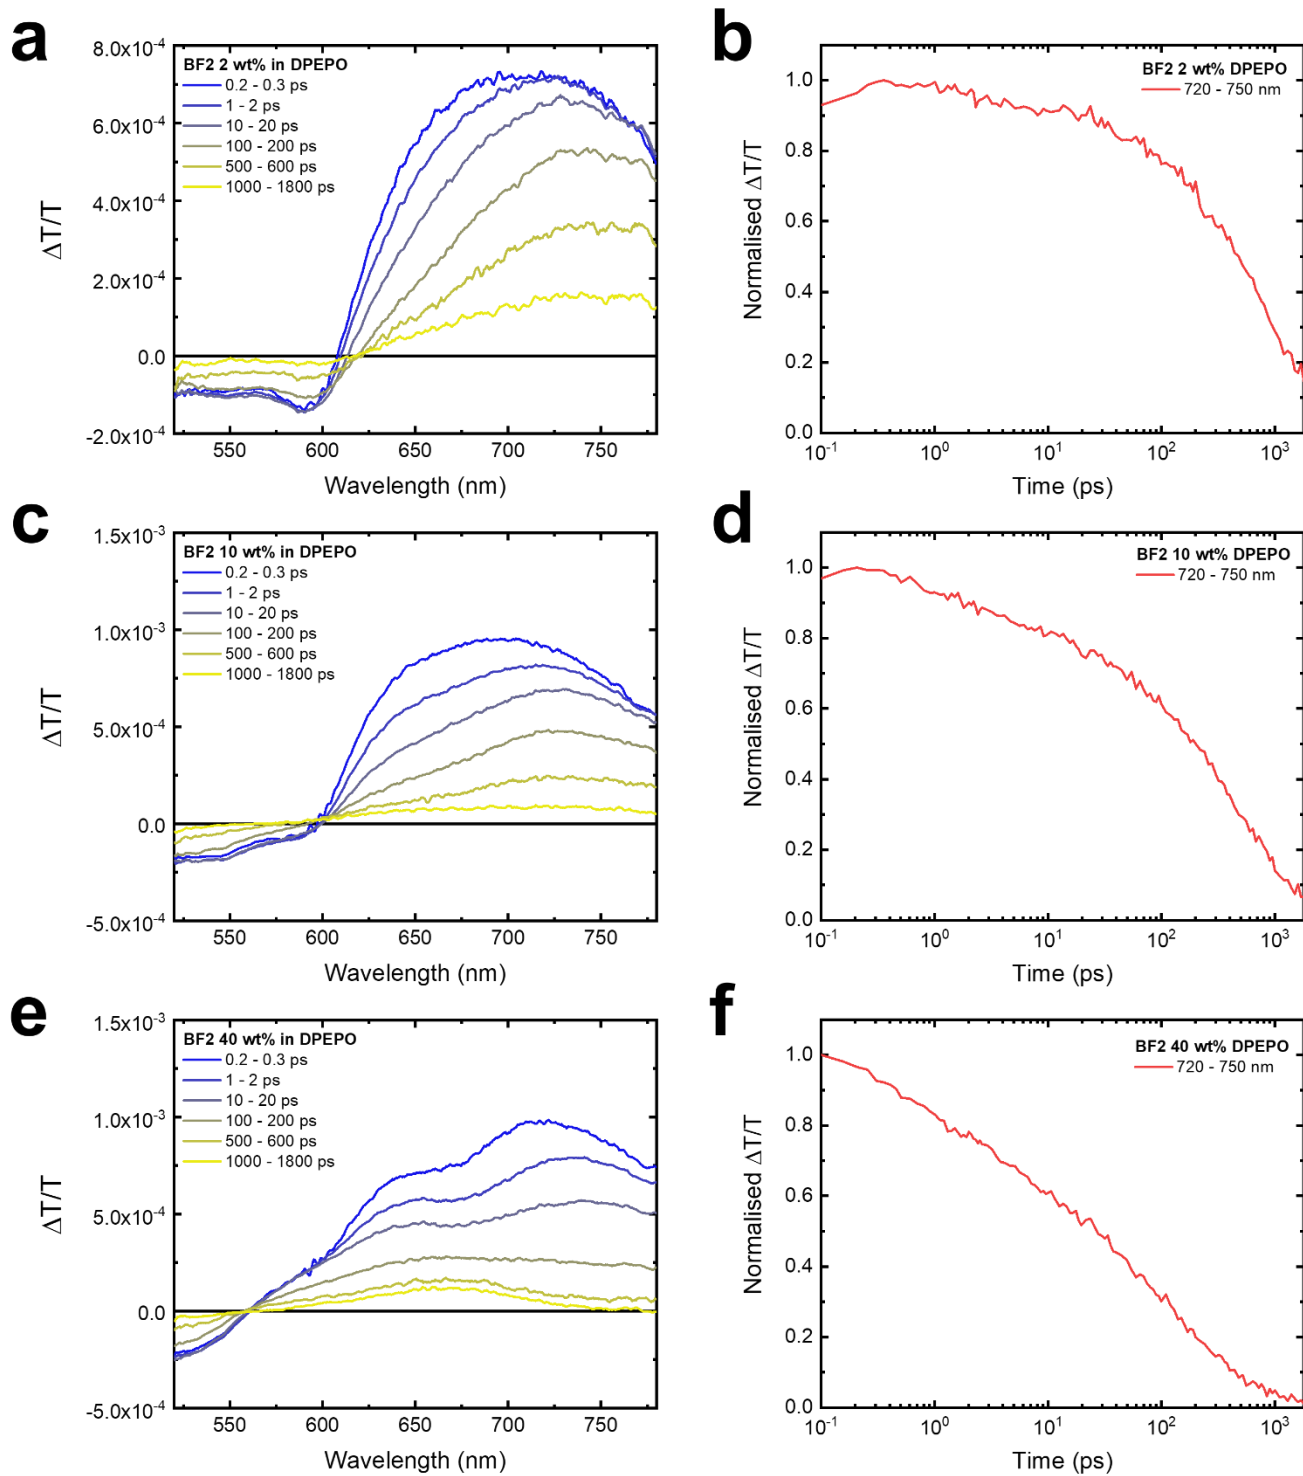 a
BF2 2 wt% in DPEPO
0.2 - 0.3 ps
1 - 2 ps
10 - 20 ps
100 - 200 ps
500 - 600 ps
1000 - 1800 ps
8.0x10⁻⁴
6.0x10⁻⁴
4.0x10⁻⁴
2.0x10⁻⁴
0.0
-2.0x10⁻⁴
ΔT/T
550 600 650 700 750
Wavelength (nm)
b
BF2 2 wt% DPEPO
720 - 750 nm
1.0
0.8
0.6
0.4
0.2
0.0
Normalised ΔT/T
10⁻¹ 10⁰ 10¹ 10² 10³
Time (ps)
c
BF2 10 wt% in DPEPO
0.2 - 0.3 ps
1 - 2 ps
10 - 20 ps
100 - 200 ps
500 - 600 ps
1000 - 1800 ps
1.5x10⁻³
1.0x10⁻³
5.0x10⁻⁴
0.0
-5.0x10⁻⁴
ΔT/T
550 600 650 700 750
Wavelength (nm)
d
BF2 10 wt% DPEPO
720 - 750 nm
1.0
0.8
0.6
0.4
0.2
0.0
Normalised ΔT/T
10⁻¹ 10⁰ 10¹ 10² 10³
Time (ps)
e
BF2 40 wt% in DPEPO
0.2 - 0.3 ps
1 - 2 ps
10 - 20 ps
100 - 200 ps
500 - 600 ps
1000 - 1800 ps
1.5x10⁻³
1.0x10⁻³
5.0x10⁻⁴
0.0
-5.0x10⁻⁴
ΔT/T
550 600 650 700 750
Wavelength (nm)
f
BF2 40 wt% DPEPO
720 - 750 nm
1.0
0.8
0.6
0.4
0.2
0.0
Normalised ΔT/T
10⁻¹ 10⁰ 10¹ 10² 10³
Time (ps)